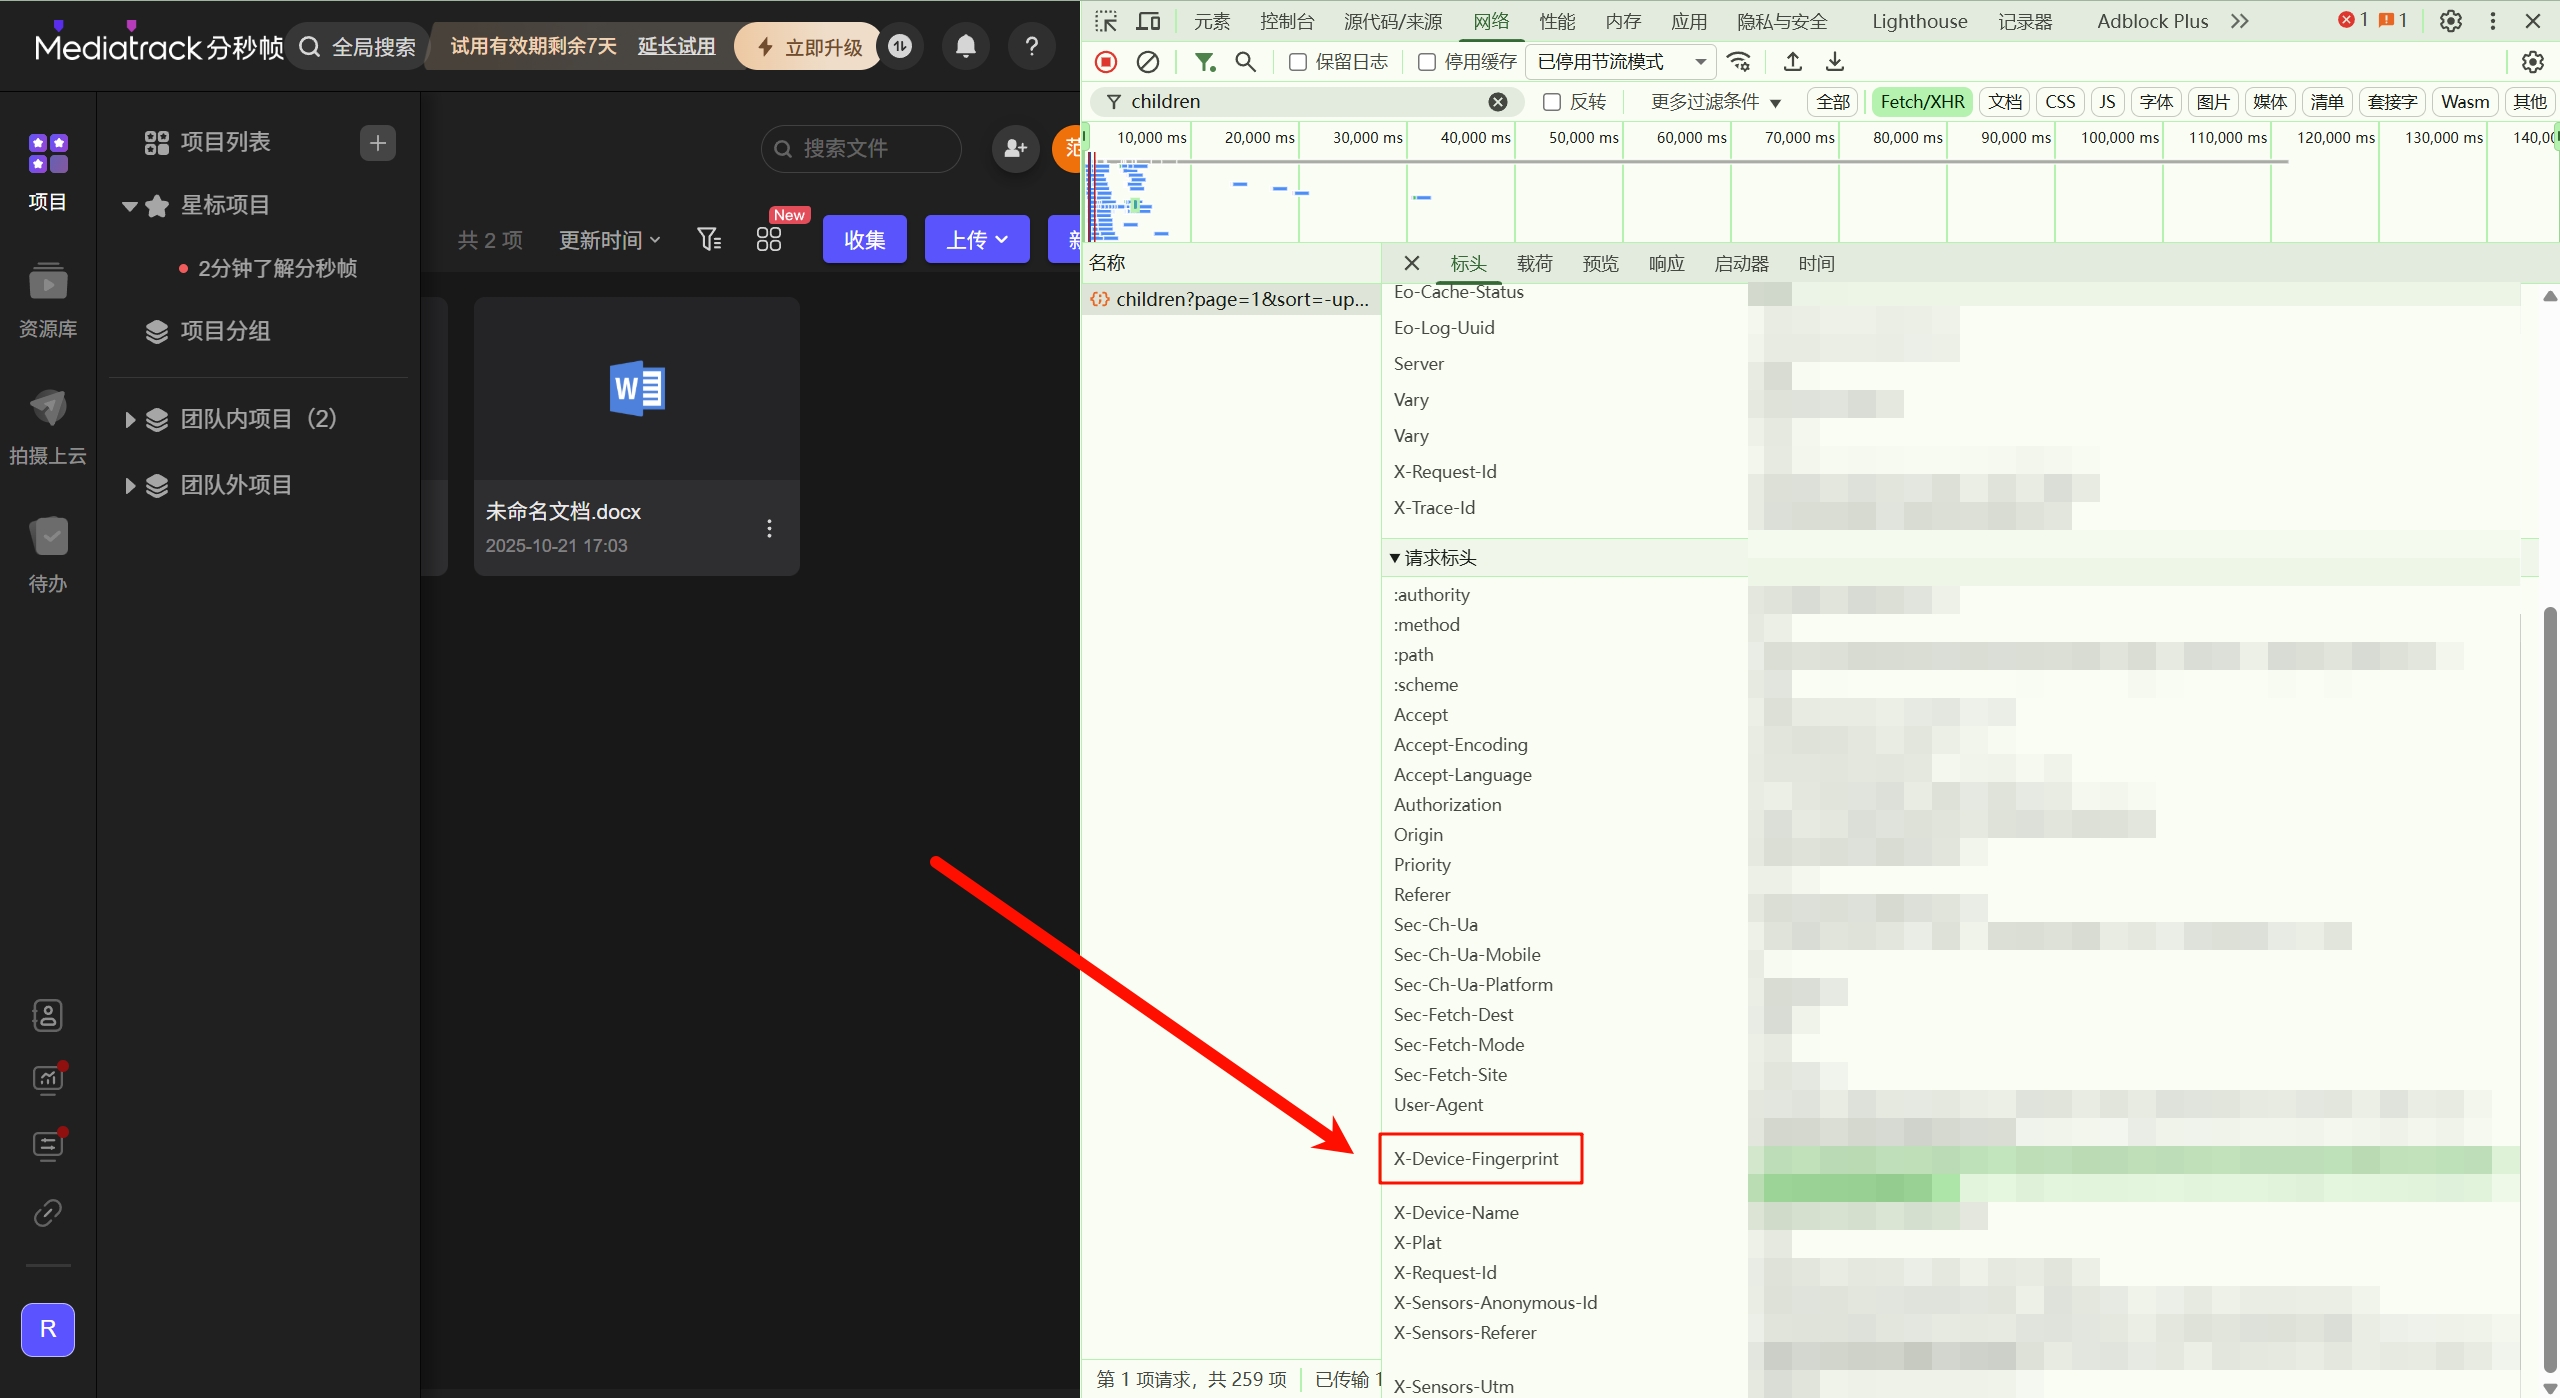 Mediatrack 分秒帧
全局搜索
试用有效期剩余7天 延长试用
立即升级
项目
资源库
拍摄上云
待办
R
项目列表
星标项目
2分钟了解分秒帧
项目分组
团队内项目（2）
团队外项目
搜索文件
范
共 2 项
更新时间
New
收集
上传
新
未命名文档.docx
2025-10-21 17:03
元素 控制台 源代码/来源 网络 性能 内存 应用 隐私与安全 Lighthouse 记录器 Adblock Plus 1 1
保留日志 停用缓存 已停用节流模式
children 反转 更多过滤条件 全部 Fetch/XHR 文档 CSS JS 字体 图片 媒体 清单 套接字 Wasm 其他
10,000 ms 20,000 ms 30,000 ms 40,000 ms 50,000 ms 60,000 ms 70,000 ms 80,000 ms 90,000 ms 100,000 ms 110,000 ms 120,000 ms 130,000 ms 140,0
名称
children?page=1&sort=-up...
标头 载荷 预览 响应 启动器 时间
Eo-Cache-Status
Eo-Log-Uuid
Server
Vary
Vary
X-Request-Id
X-Trace-Id
请求标头
:authority
:method
:path
:scheme
Accept
Accept-Encoding
Accept-Language
Authorization
Origin
Priority
Referer
Sec-Ch-Ua
Sec-Ch-Ua-Mobile
Sec-Ch-Ua-Platform
Sec-Fetch-Dest
Sec-Fetch-Mode
Sec-Fetch-Site
User-Agent
X-Device-Fingerprint
X-Device-Name
X-Plat
X-Request-Id
X-Sensors-Anonymous-Id
X-Sensors-Referer
X-Sensors-Utm
第 1 项请求，共 259 项 已传输 1